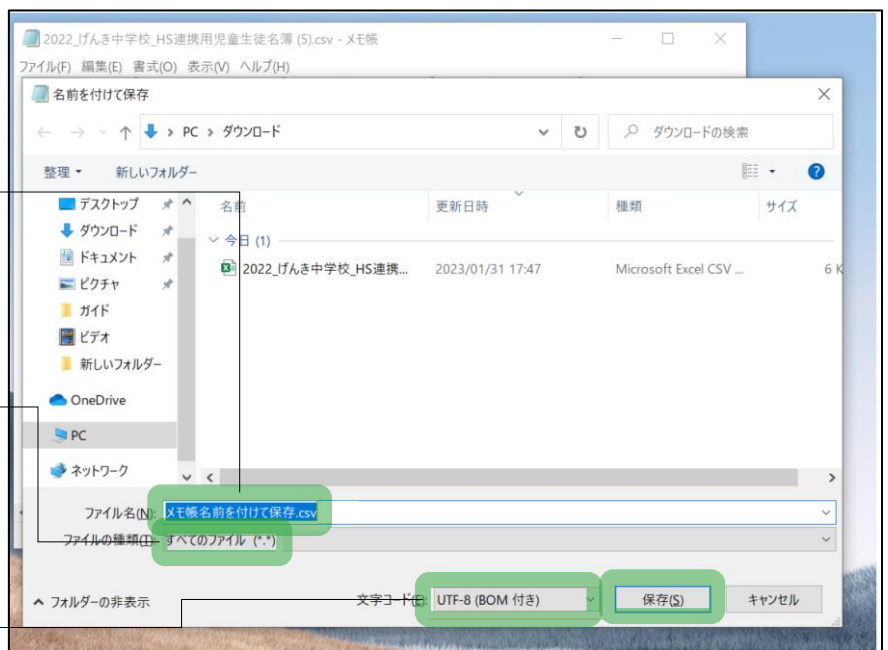 2022_げんき中学校_HS連携用児童生徒名簿 (5).csv - メモ帳
ファイル(F) 編集(E) 書式(O) 表示(V) ヘルプ(H)
名前を付けて保存
PC > ダウンロード
ダウンロードの検索
整理 新しいフォルダー
デスクトップ
ダウンロード
ドキュメント
ピクチャ
ガイド
ビデオ
新しいフォルダー
OneDrive
PC
ネットワーク
名前 更新日時 種類 サイズ
今日 (1)
2022_げんき中学校_HS連携... 2023/01/31 17:47 Microsoft Excel CSV ... 6 K
ファイル名(N): メモ帳名前を付けて保存.csv
ファイルの種類(T): すべてのファイル (*.*)
フォルダーの非表示
文字コード(E): UTF-8 (BOM 付き) 保存(S) キャンセル